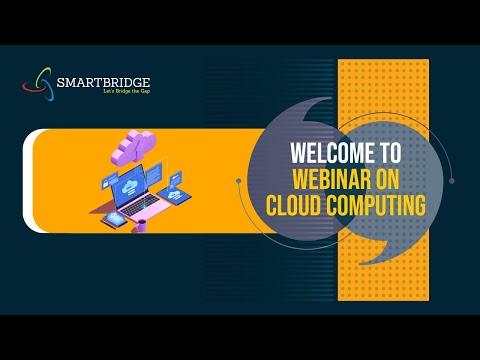 SMARTBRIDGE
Let's Bridge the Gap
WELCOME TO
WEBINAR ON
CLOUD COMPUTING